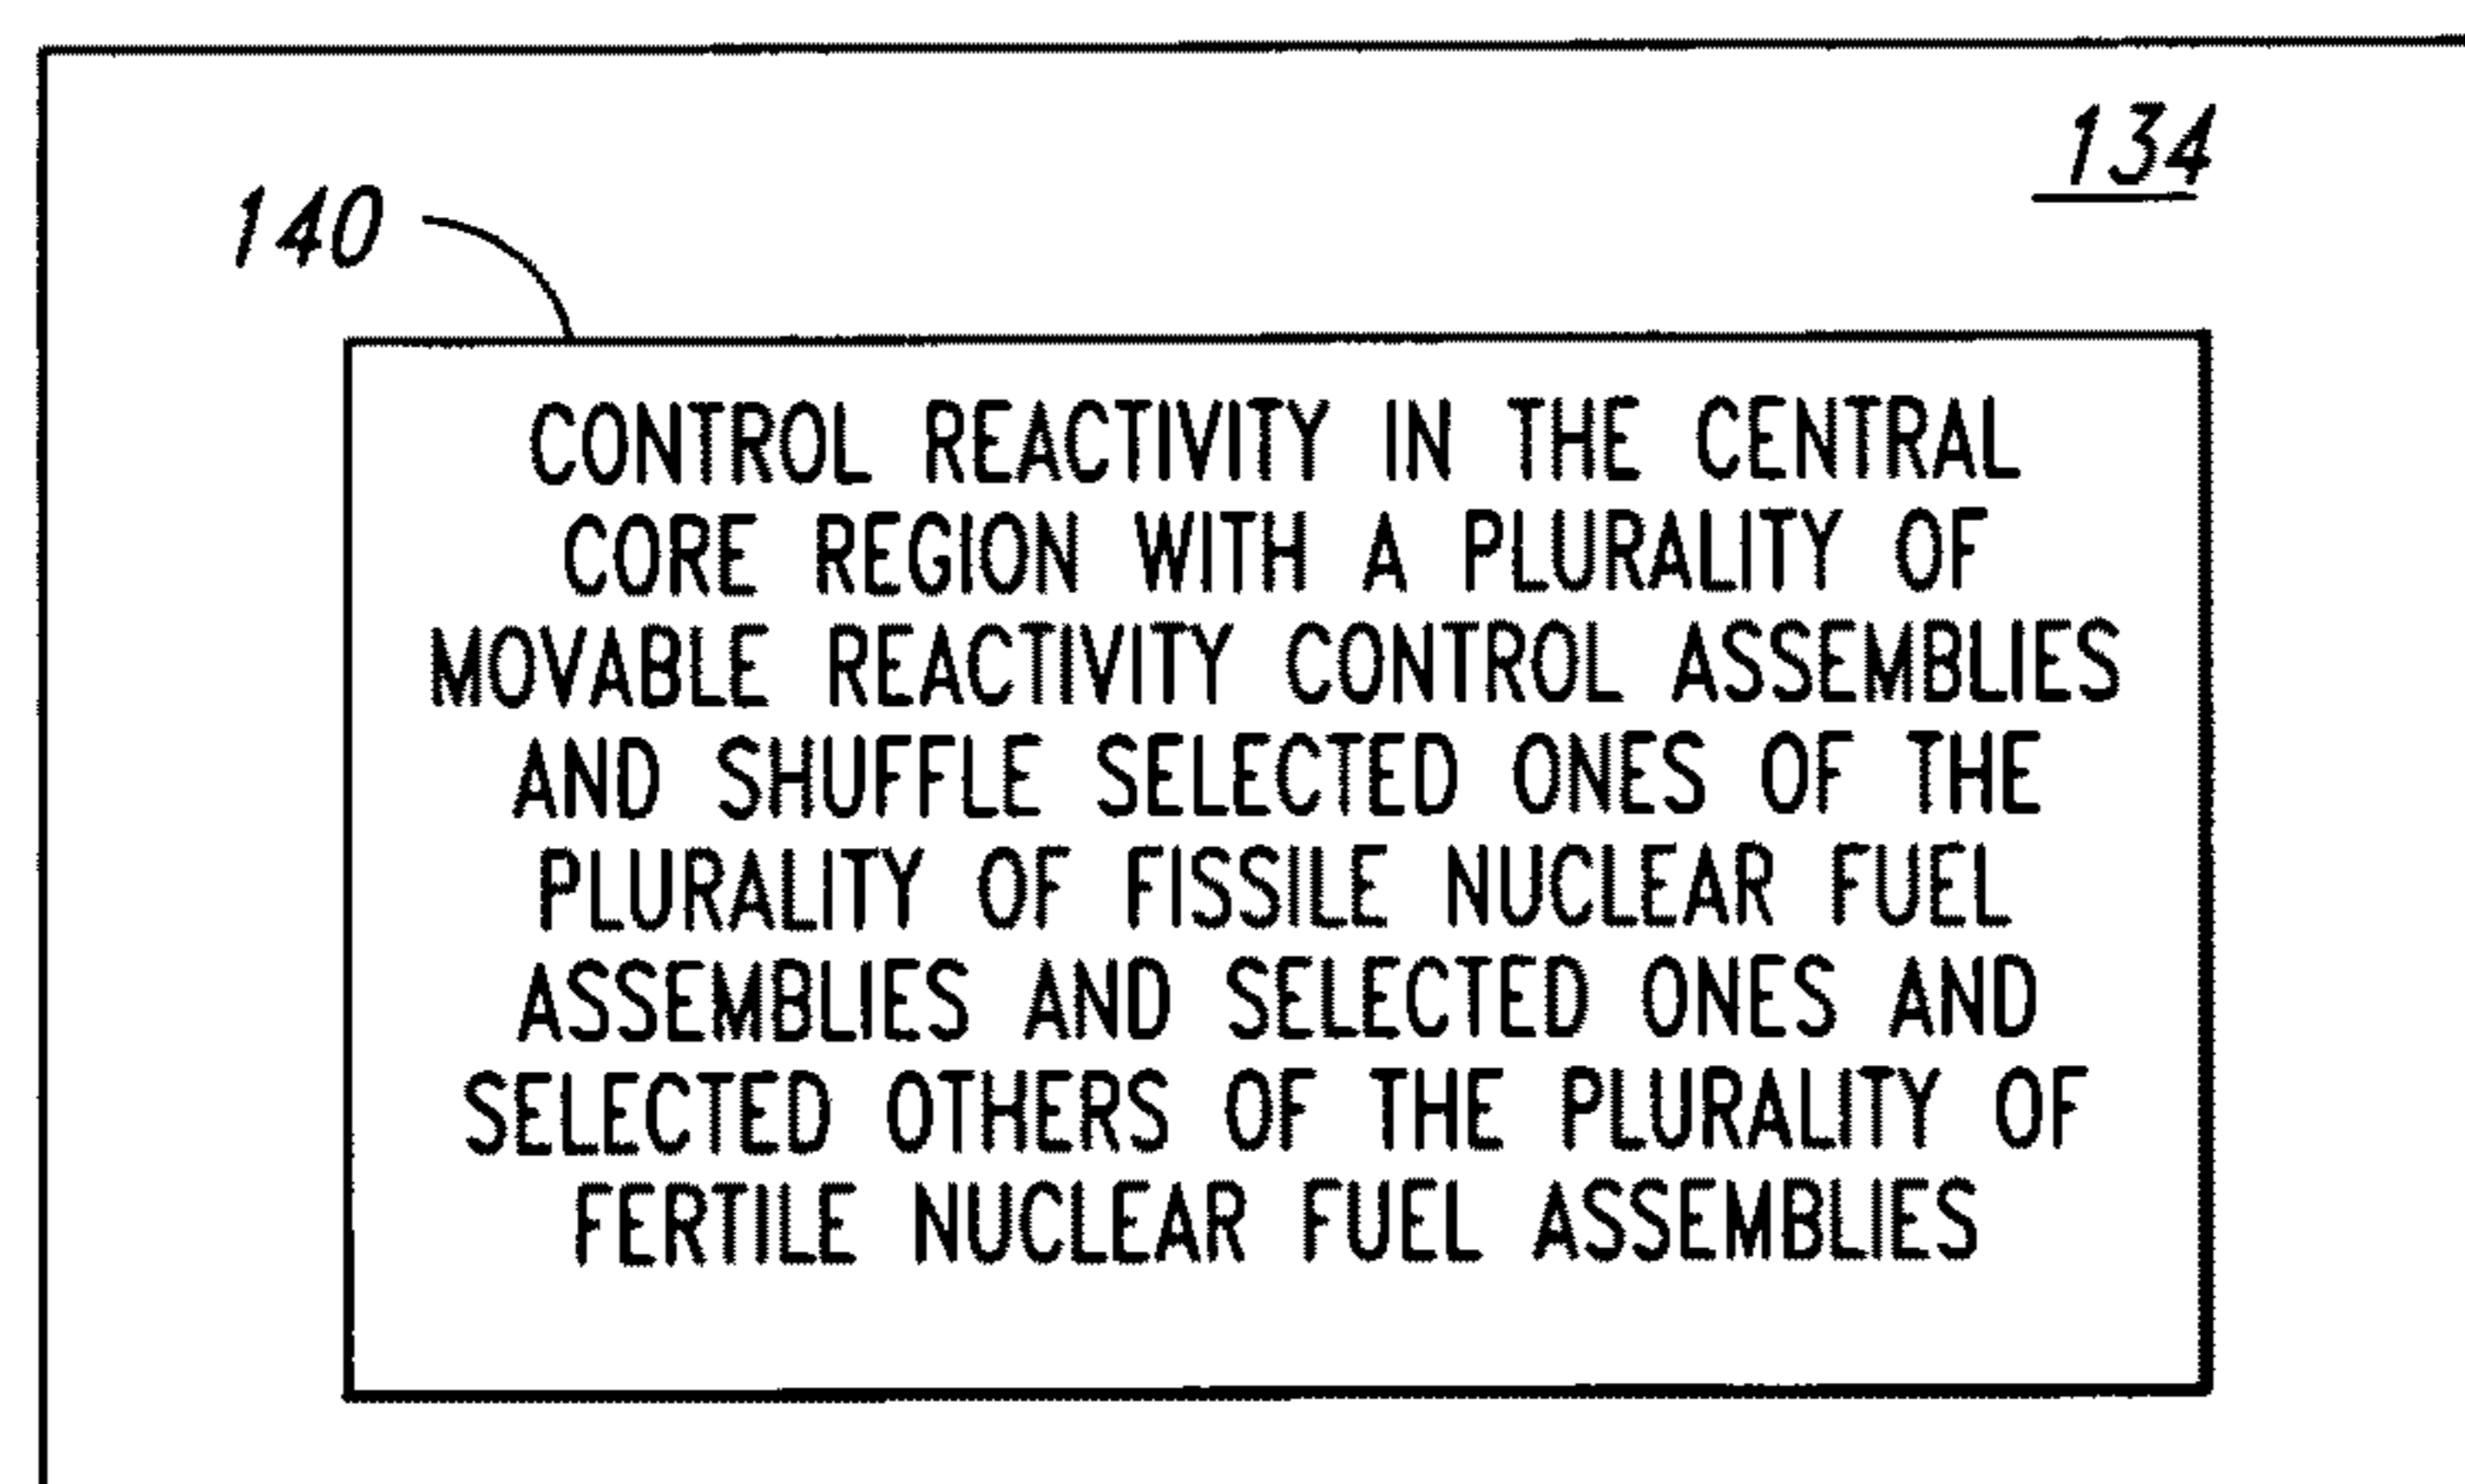 134
140
CONTROL REACTIVITY IN THE CENTRAL
CORE REGION WITH A PLURALITY OF
MOVABLE REACTIVITY CONTROL ASSEMBLIES
AND SHUFFLE SELECTED ONES OF THE
PLURALITY OF FISSILE NUCLEAR FUEL
ASSEMBLIES AND SELECTED ONES AND
SELECTED OTHERS OF THE PLURALITY OF
FERTILE NUCLEAR FUEL ASSEMBLIES